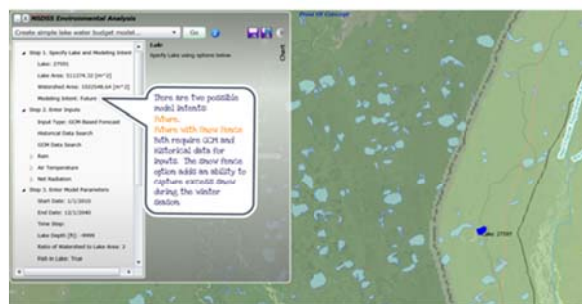 NSDSS Environmental Analysis
Create simple lake water budget model...
Go
Step 1. Specify Lake and Modeling Intent
Lake: 27051
Lake Area: 511274.32 [m^2]
Watershed Area: 1022548.64 [m^2]
Modeling Intent: Future
Step 2. Enter Inputs
Input Type: GCM Based Forecast
Historical Data Search
GCM Data Search
Rain
Air Temperature
Net Radiation
Step 3. Enter Model Parameters
Start Date: 1/1/2010
End Date: 12/1/2040
Time Step:
Lake Depth [ft]: -9999
Ratio of Watershed to Lake Area: 2
Fish in Lake: True
Lake
Specify Lake using options below
Chart
There are two possible
model intents:
Future,
Future with Snow Fence
both require GCM and
historical data for
inputs. The snow fence
option adds an ability to
capture excess snow
during the winter
season.
Lake: